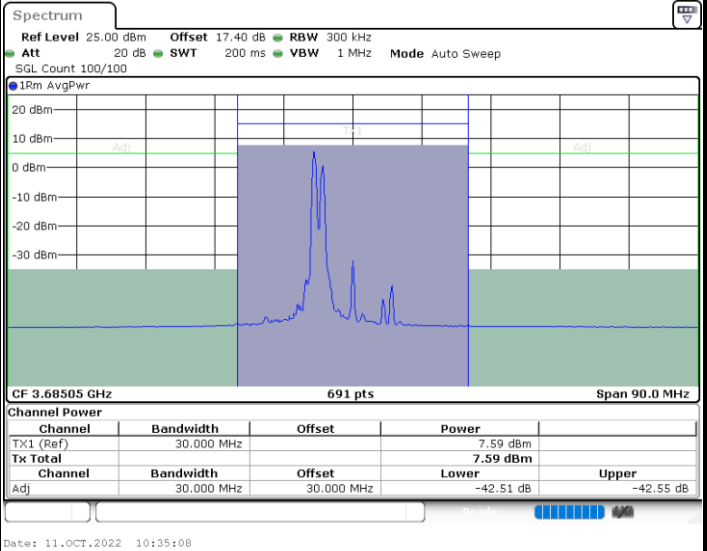 Spectrum
Ref Level 25.00 dBm Offset 17.40 dB RBW 300 kHz
Att 20 dB SWT 200 ms VBW 1 MHz Mode Auto Sweep
SGL Count 100/100
1Rm AvgPwr
20 dBm
TX1
10 dBm
Adj Adj
0 dBm
-10 dBm
-20 dBm
-30 dBm
CF 3.68505 GHz 691 pts Span 90.0 MHz
Channel Power
Channel Bandwidth Offset Power
TX1 (Ref) 30.000 MHz 7.59 dBm
Tx Total 7.59 dBm
Channel Bandwidth Offset Lower Upper
Adj 30.000 MHz 30.000 MHz -42.51 dB -42.55 dB
Ready
Date: 11.OCT.2022 10:35:08